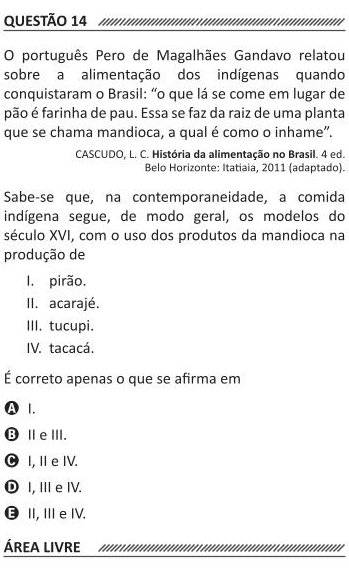 QUESTÃO 14
O português Pero de Magalhães Gandavo relatou
sobre a alimentação dos indígenas quando
conquistaram o Brasil: “o que lá se come em lugar de
pão é farinha de pau. Essa se faz da raiz de uma planta
que se chama mandioca, a qual é como o inhame”.
CASCUDO, L. C. História da alimentação no Brasil. 4 ed.
Belo Horizonte: Itatiaia, 2011 (adaptado).
Sabe-se que, na contemporaneidade, a comida
indígena segue, de modo geral, os modelos do
século XVI, com o uso dos produtos da mandioca na
produção de
I. pirão.
II. acarajé.
III. tucupi.
IV. tacacá.
É correto apenas o que se afirma em
A I.
B II e III.
C I, II e IV.
D I, III e IV.
E II, III e IV.
ÁREA LIVRE